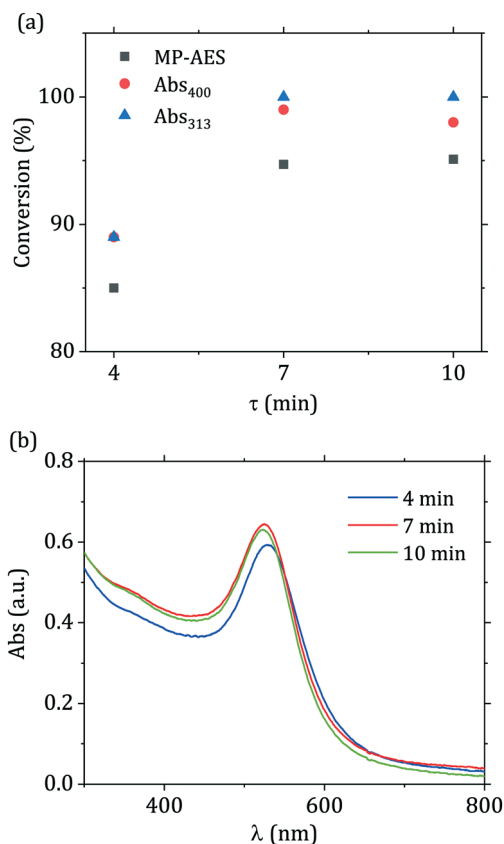 (a)
MP-AES
Abs400
Abs313
100
90
80
Conversion (%)
4
7
10
τ (min)
(b)
0.8
0.6
0.4
0.2
0.0
Abs (a.u.)
4 min
7 min
10 min
400
600
800
λ (nm)